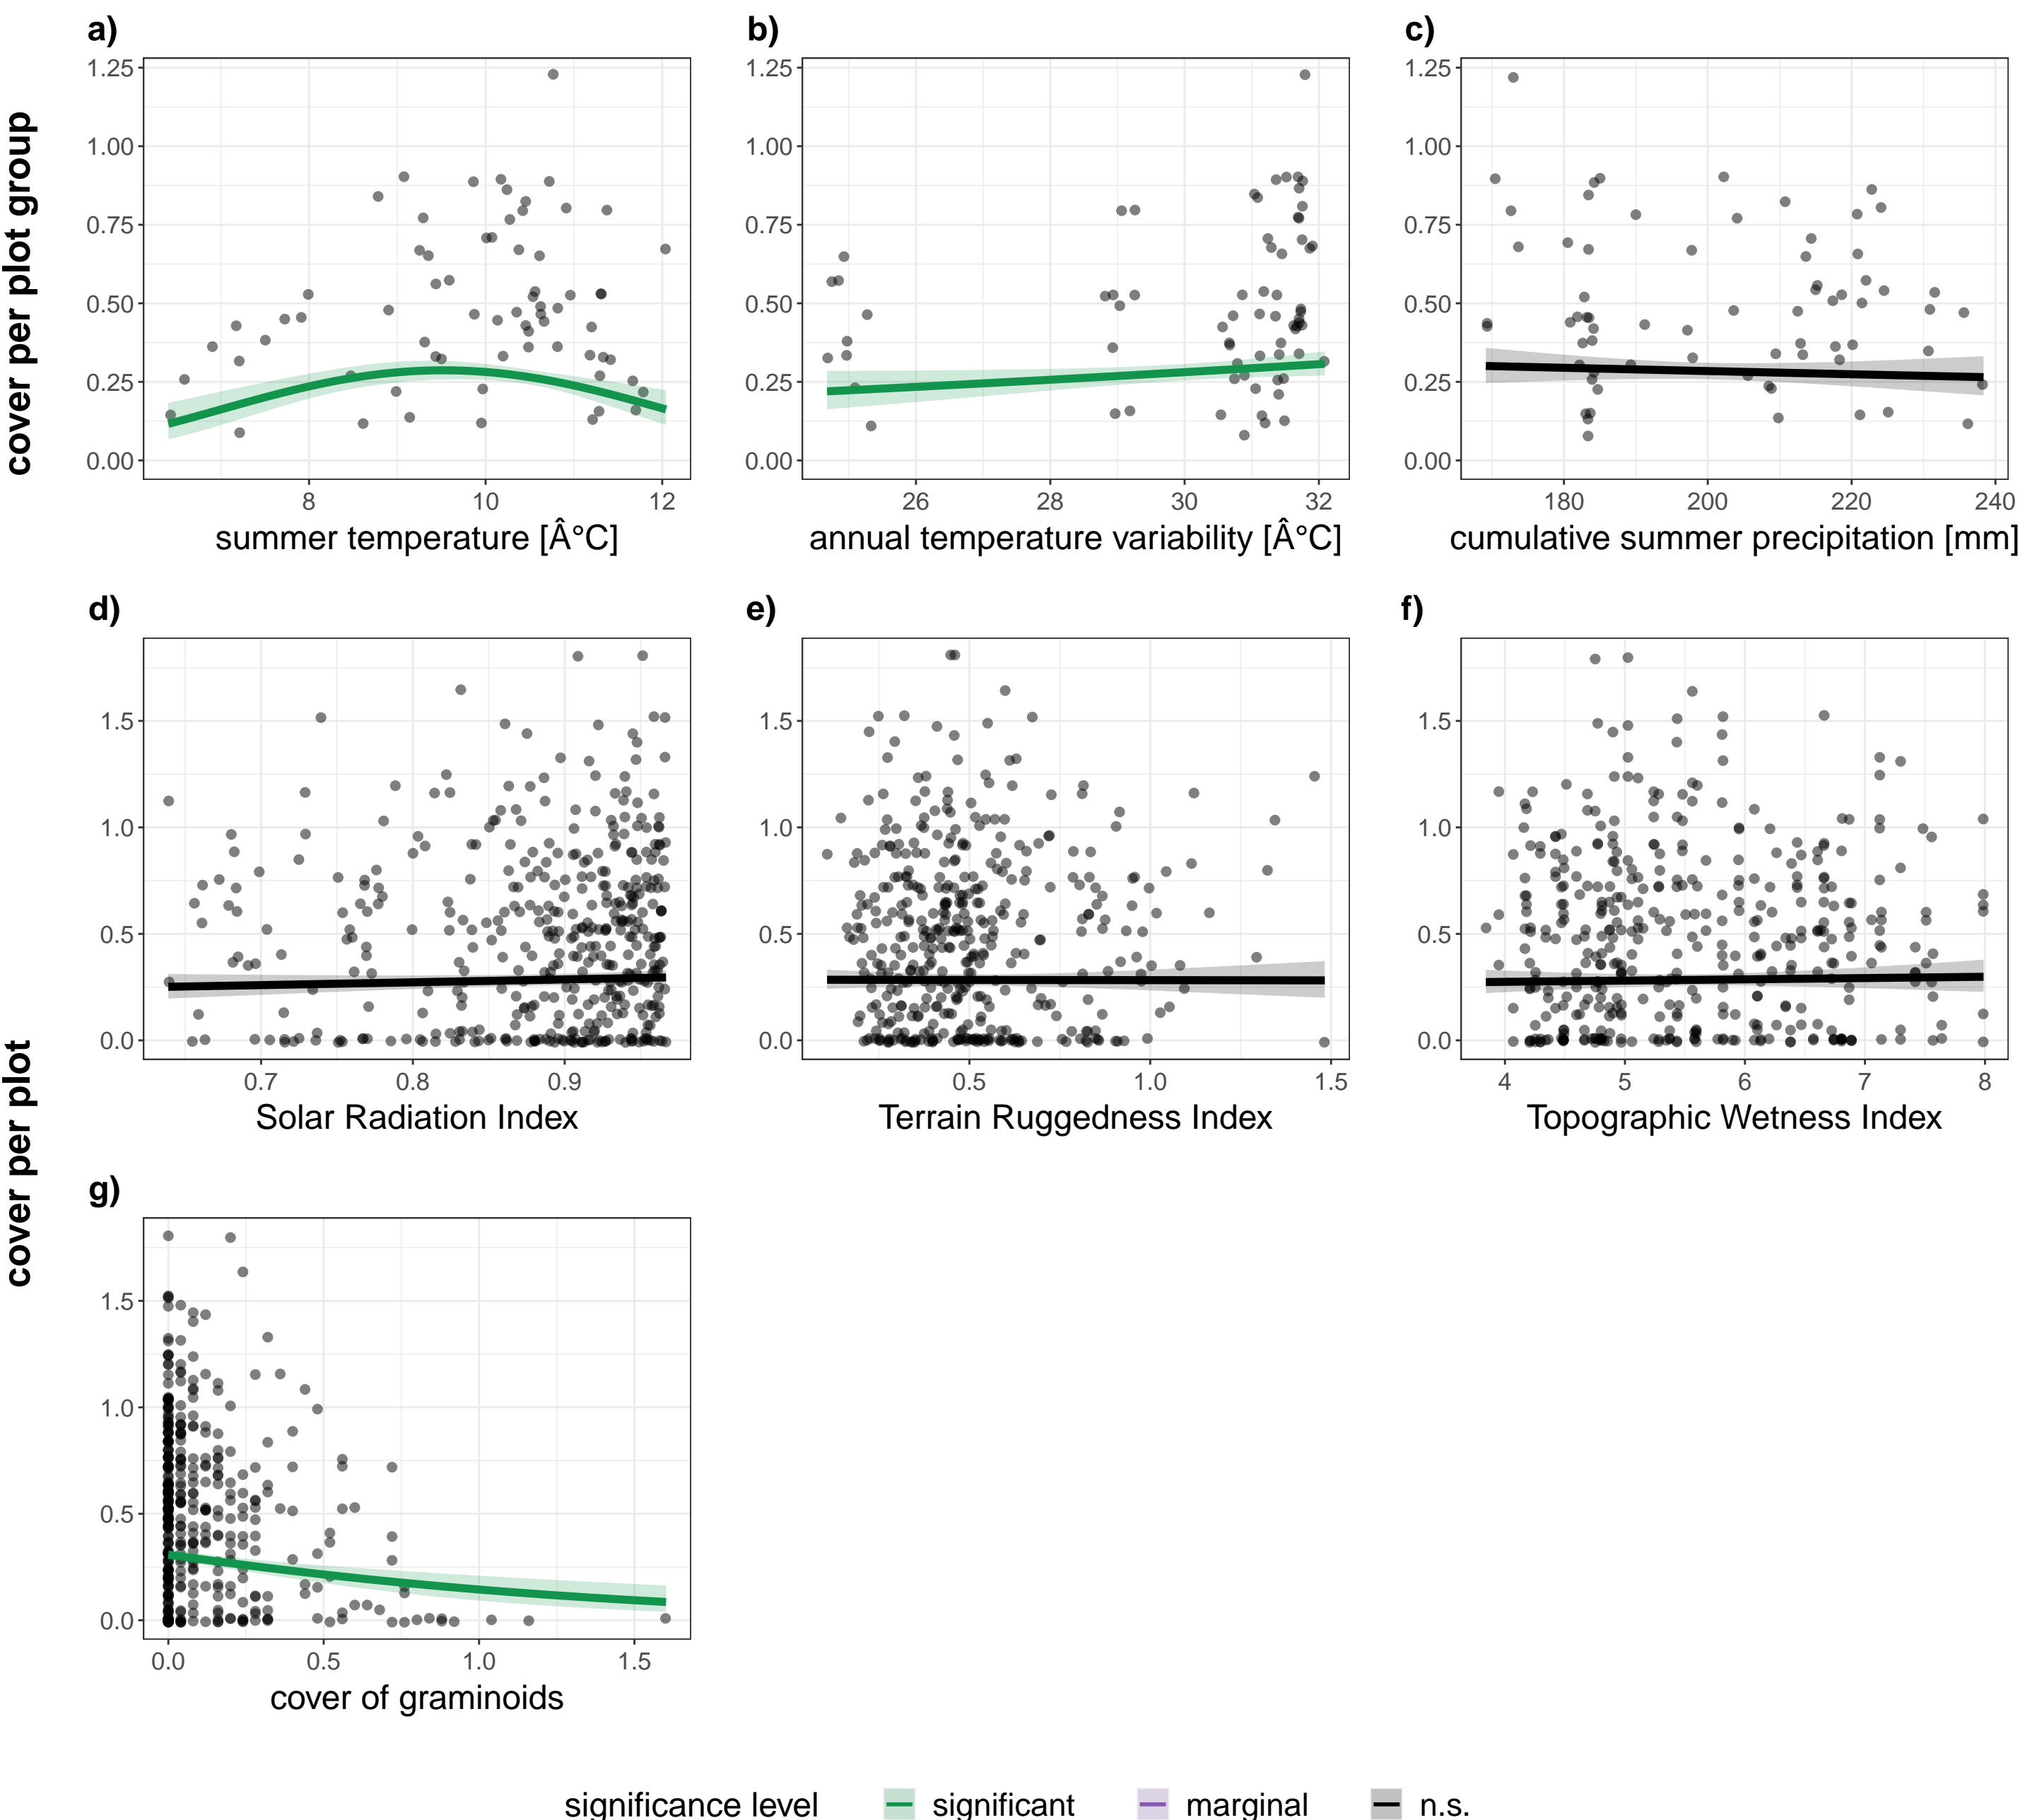 a) b) c)
cover per plot group
1.25 1.25 1.25
1.00 1.00 1.00
0.75 0.75 0.75
0.50 0.50 0.50
0.25 0.25 0.25
0.00 0.00 0.00
8 10 12 26 28 30 32 180 200 220 240
summer temperature [Â°C] annual temperature variability [Â°C] cumulative summer precipitation [mm]
d) e) f)
cover per plot
1.5 1.5 1.5
1.0 1.0 1.0
0.5 0.5 0.5
0.0 0.0 0.0
0.7 0.8 0.9 0.5 1.0 1.5 4 5 6 7 8
Solar Radiation Index Terrain Ruggedness Index Topographic Wetness Index
g)
1.5
1.0
0.5
0.0
0.0 0.5 1.0 1.5
cover of graminoids
significance level significant marginal n.s.